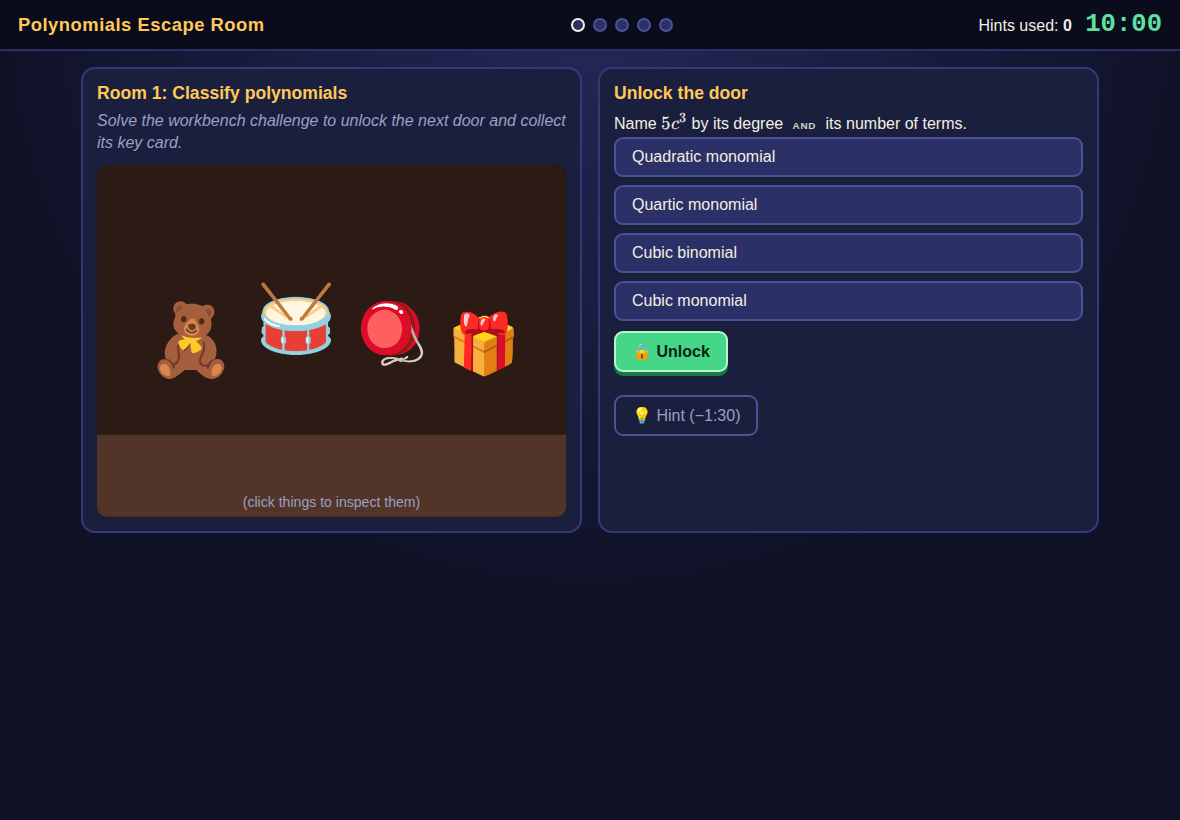 Polynomials Escape Room
Hints used: 0 10:00
Room 1: Classify polynomials
Solve the workbench challenge to unlock the next door and collect
its key card.
(click things to inspect them)
Unlock the door
Name 5c³ by its degree AND its number of terms.
Quadratic monomial
Quartic monomial
Cubic binomial
Cubic monomial
🔒 Unlock
💡 Hint (−1:30)